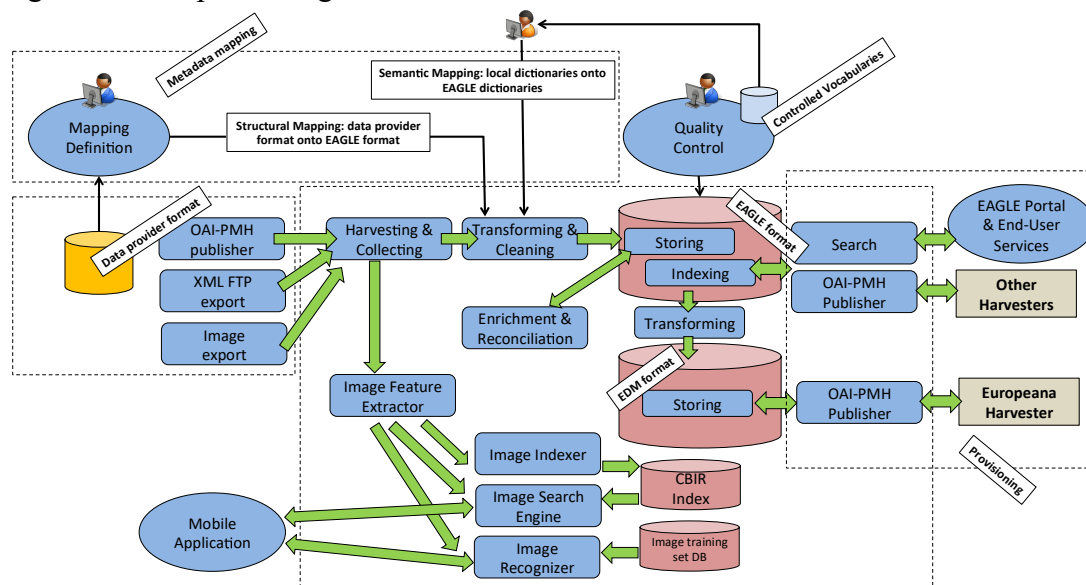 Metadata mapping
Semantic Mapping: local dictionaries onto
EAGLE dictionaries
Controlled Vocabularies
Mapping
Definition
Structural Mapping: data provider
format onto EAGLE format
Quality
Control
Data provider format
OAI-PMH
publisher
Harvesting &
Collecting
Transforming &
Cleaning
EAGLE format
Storing
Indexing
Search
EAGLE Portal
& End-User
Services
XML FTP
export
OAI-PMH
Publisher
Other
Harvesters
Image
export
Enrichment &
Reconciliation
Transforming
EDM format
Storing
Image Feature
Extractor
OAI-PMH
Publisher
Europeana
Harvester
Provisioning
Image Indexer
CBIR
Index
Image Search
Engine
Mobile
Application
Image
Recognizer
Image training
set DB